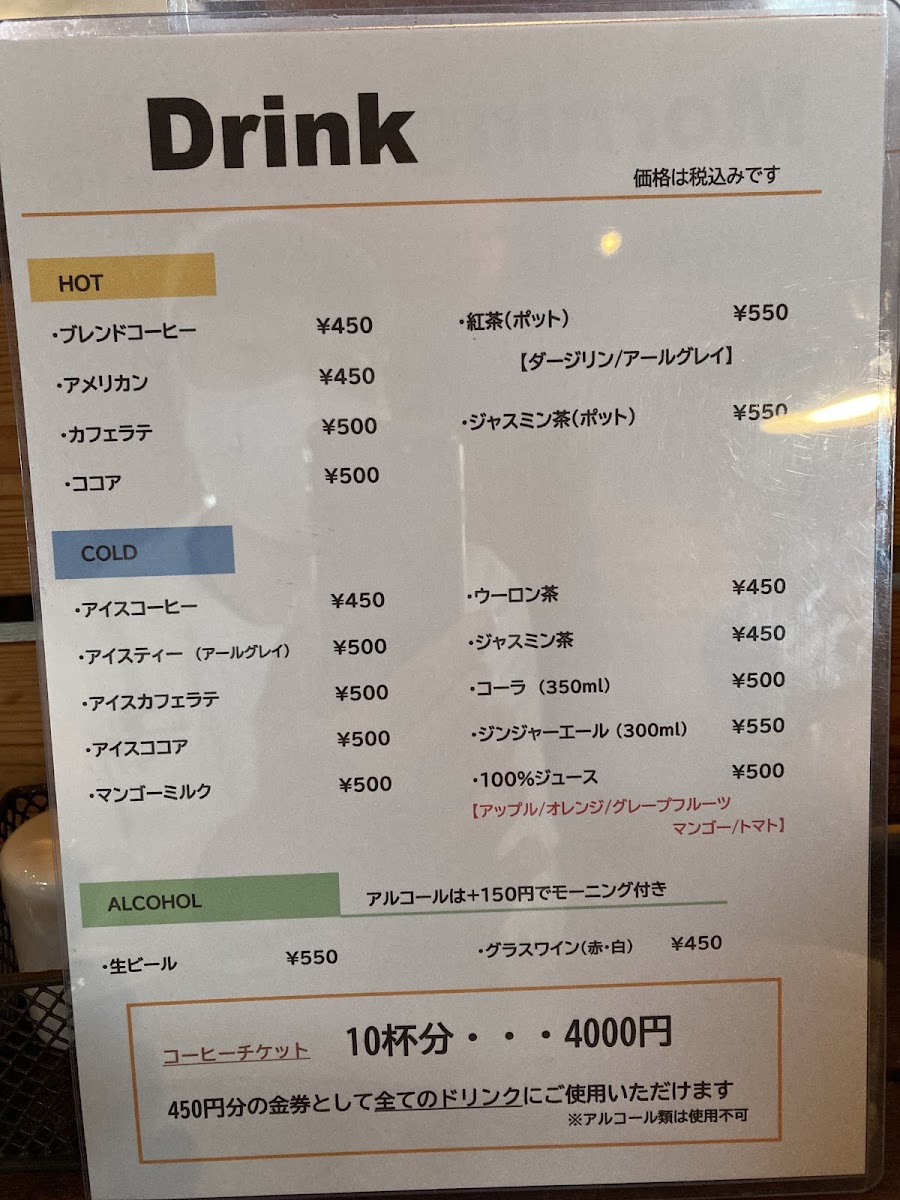 Drink
価格は税込みです
HOT
・ブレンドコーヒー ¥450
・アメリカン ¥450
・カフェラテ ¥500
・ココア ¥500
・紅茶(ポット) ¥550
【ダージリン/アールグレイ】
・ジャスミン茶(ポット) ¥550
COLD
・アイスコーヒー ¥450
・アイスティー (アールグレイ) ¥500
・アイスカフェラテ ¥500
・アイスココア ¥500
・マンゴーミルク ¥500
・ウーロン茶 ¥450
・ジャスミン茶 ¥450
・コーラ (350ml) ¥500
・ジンジャーエール (300ml) ¥550
・100%ジュース ¥500
【アップル/オレンジ/グレープフルーツ
マンゴー/トマト】
ALCOHOL アルコールは+150円でモーニング付き
・生ビール ¥550
・グラスワイン(赤・白) ¥450
コーヒーチケット 10杯分・・・4000円
450円分の金券として全てのドリンクにご使用いただけます
※アルコール類は使用不可